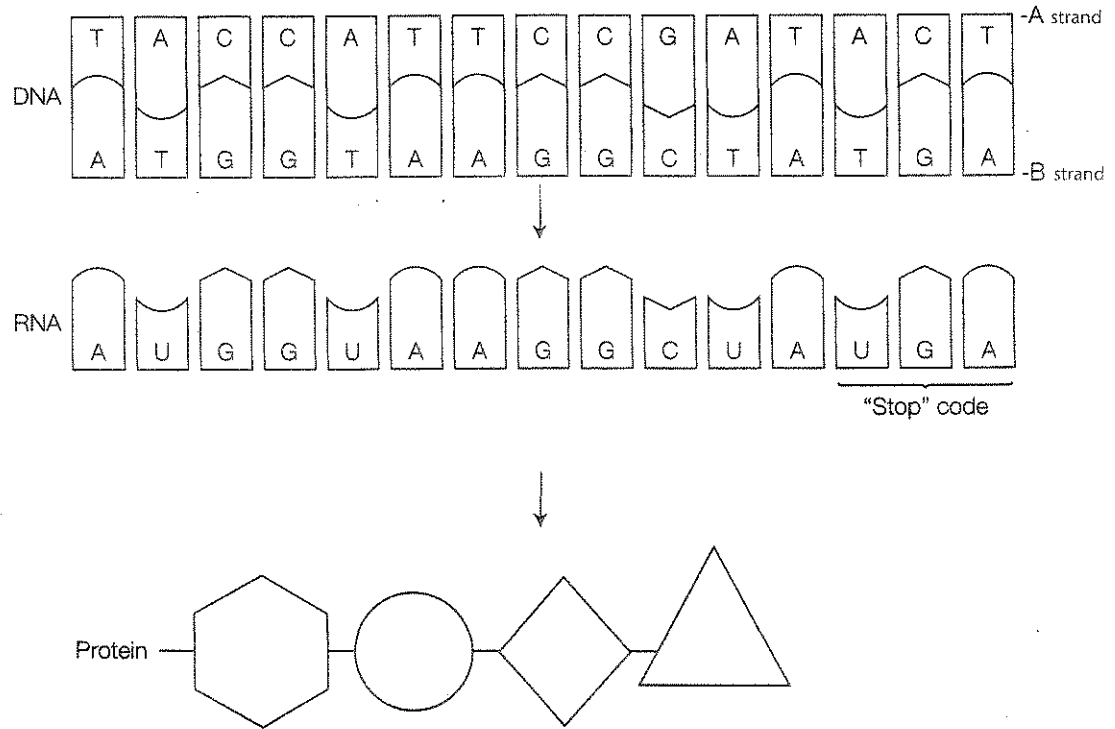 T A C C A T T C C G A T A C T -A strand
DNA
A T G G T A A G G C T A T G A -B strand
RNA
A U G G U A A G G C U A U G A
"Stop" code
Protein